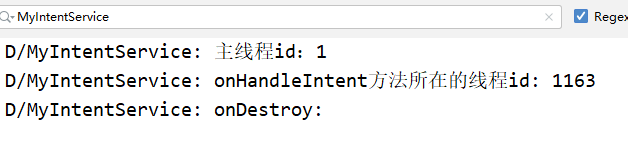 MyIntentService
Regex
D/MyIntentService: 主线程id：1
D/MyIntentService: onHandleIntent方法所在的线程id: 1163
D/MyIntentService: onDestroy: